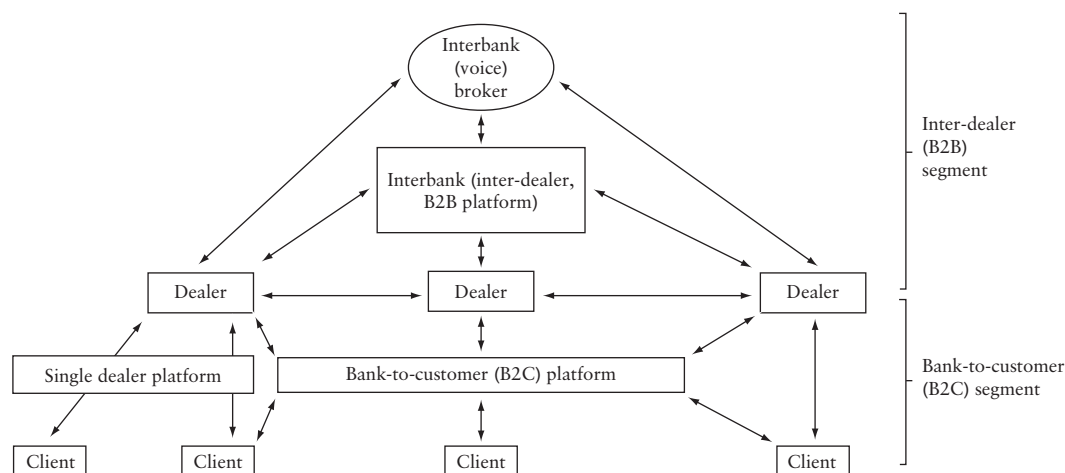 Interbank
(voice)
broker
Inter-dealer
(B2B)
segment
Interbank (inter-dealer,
B2B platform)
Dealer
Dealer
Dealer
Single dealer platform
Bank-to-customer (B2C) platform
Bank-to-customer
(B2C) segment
Client
Client
Client
Client